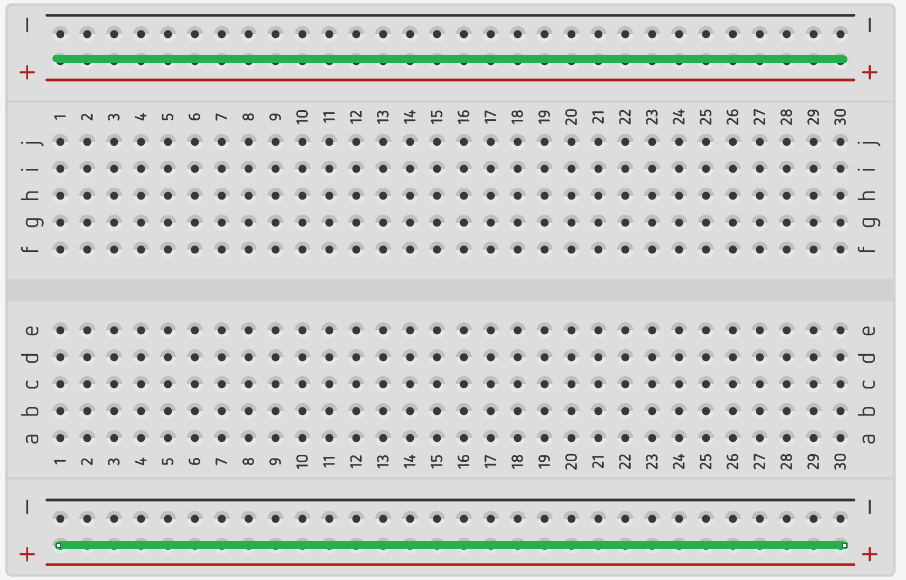 − −
+ +
1 2 3 4 5 6 7 8 9 10 11 12 13 14 15 16 17 18 19 20 21 22 23 24 25 26 27 28 29 30
j j
i i
h h
g g
f f
e e
d d
c c
b b
a a
1 2 3 4 5 6 7 8 9 10 11 12 13 14 15 16 17 18 19 20 21 22 23 24 25 26 27 28 29 30
− −
+ +